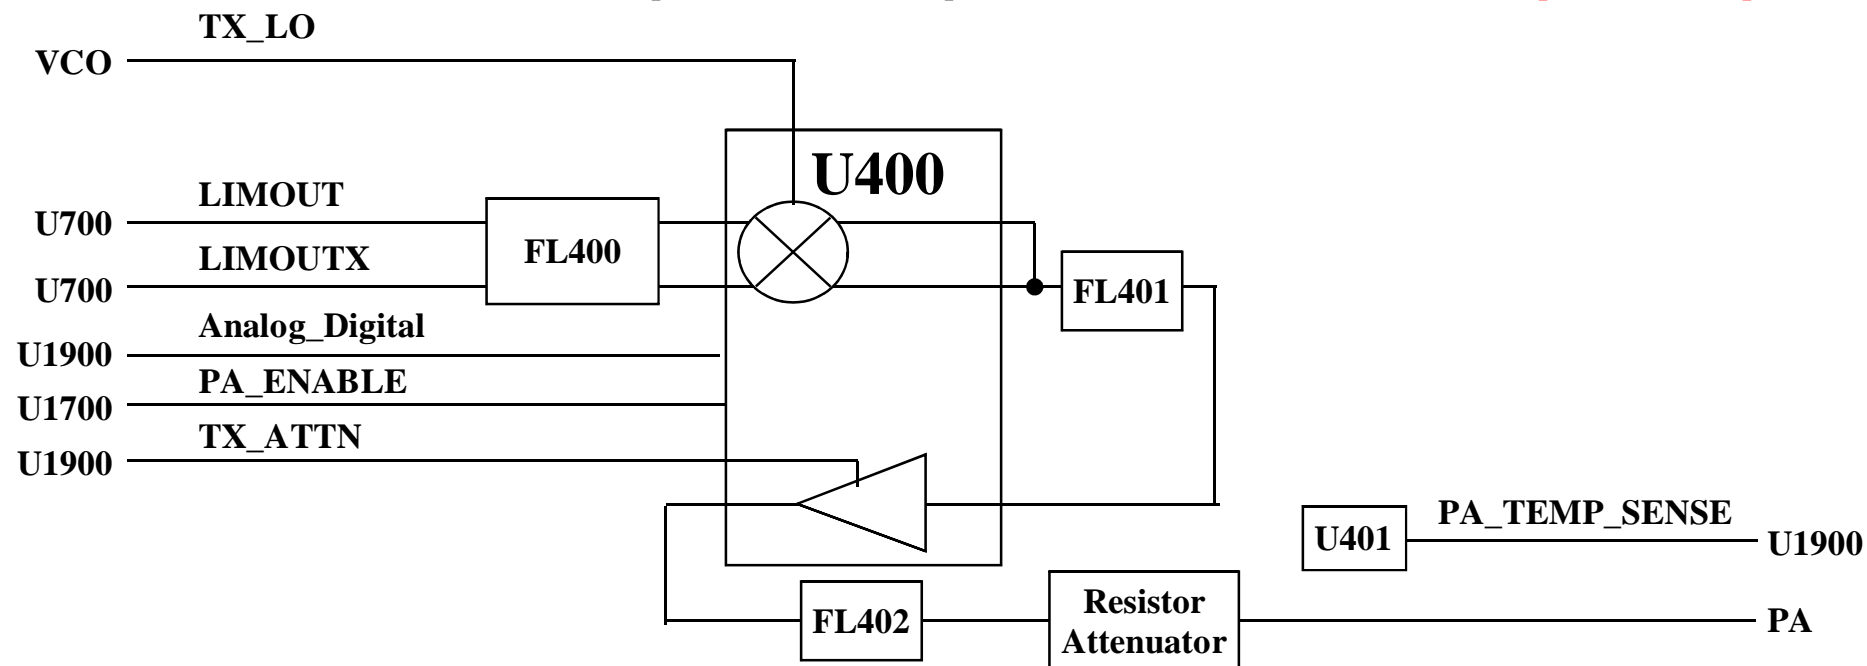 TX_LO
VCO
U400
LIMOUT
U700
FL400
LIMOUTX
U700
FL401
Analog_Digital
U1900
PA_ENABLE
U1700
TX_ATTN
U1900
PA_TEMP_SENSE
U401
U1900
Resistor
Attenuator
FL402
PA